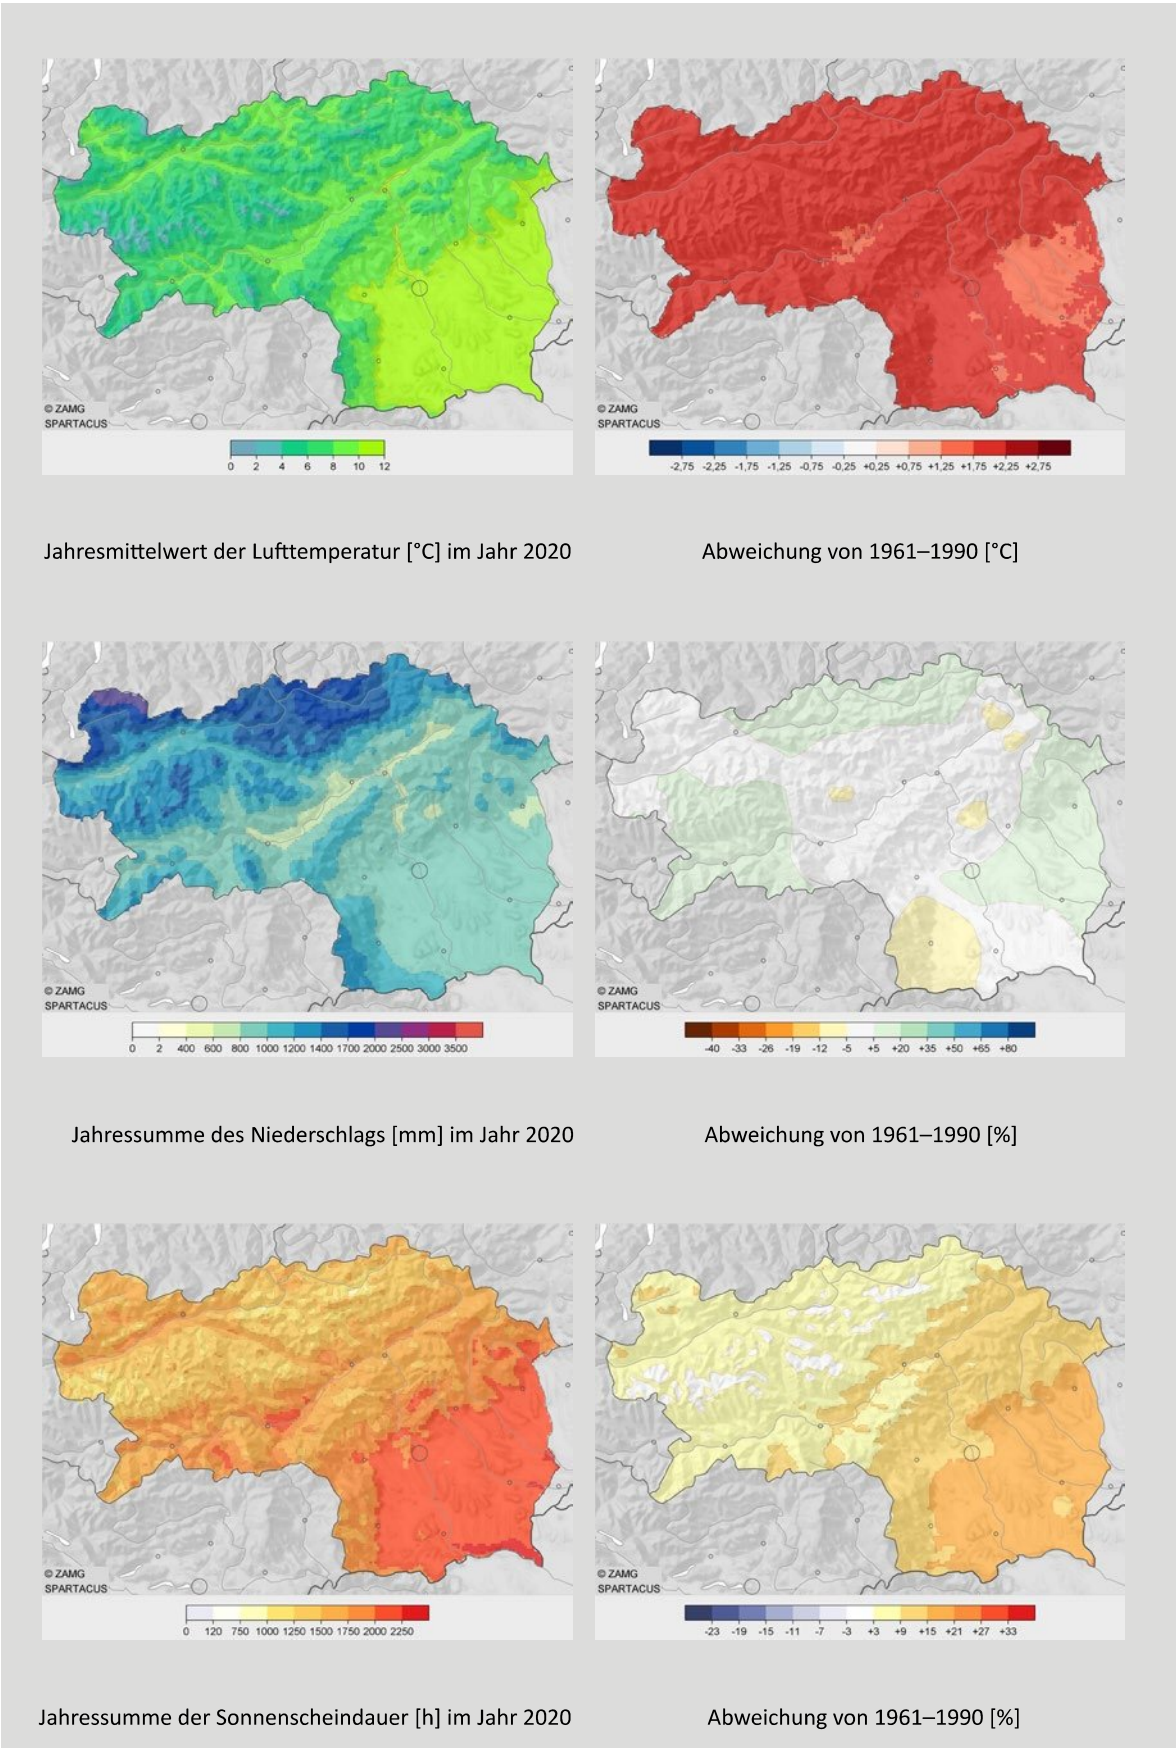 © ZAMG
SPARTACUS
0 2 4 6 8 10 12
© ZAMG
SPARTACUS
-2,75 -2,25 -1,75 -1,25 -0,75 -0,25 +0,25 +0,75 +1,25 +1,75 +2,25 +2,75
Jahresmittelwert der Lufttemperatur [°C] im Jahr 2020
Abweichung von 1961–1990 [°C]
© ZAMG
SPARTACUS
0 2 400 600 800 1000 1200 1400 1700 2000 2500 3000 3500
© ZAMG
SPARTACUS
-40 -33 -26 -19 -12 -5 +5 +20 +35 +50 +65 +80
Jahressumme des Niederschlags [mm] im Jahr 2020
Abweichung von 1961–1990 [%]
© ZAMG
SPARTACUS
0 120 750 1000 1250 1500 1750 2000 2250
© ZAMG
SPARTACUS
-23 -19 -15 -11 -7 -3 +3 +9 +15 +21 +27 +33
Jahressumme der Sonnenscheindauer [h] im Jahr 2020
Abweichung von 1961–1990 [%]